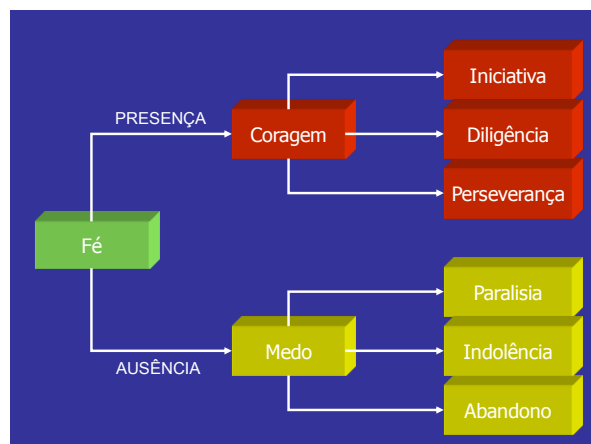 Iniciativa
PRESENÇA
Coragem
Diligência
Perseverança
Fé
Paralisia
Medo
Indolência
AUSÊNCIA
Abandono